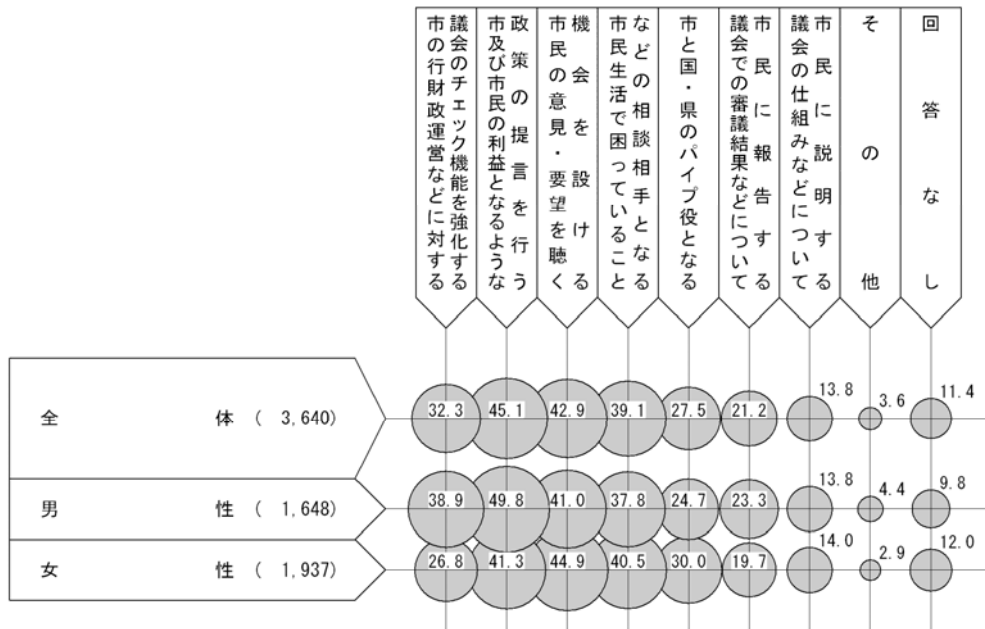 市の行財政運営などに対する
議会のチェック機能を強化する
市及び市民の利益となるような
政策の提言を行う
市民の意見・要望を聴く
機会を設ける
市民生活で困っていること
などの相談相手となる
市と国・県のパイプ役となる
議会での審議結果などについて
市民に報告する
議会の仕組みなどについて
市民に説明する
その他
回答なし
全体 ( 3,640)
32.3 45.1 42.9 39.1 27.5 21.2 13.8 3.6 11.4
男性 ( 1,648)
38.9 49.8 41.0 37.8 24.7 23.3 13.8 4.4 9.8
女性 ( 1,937)
26.8 41.3 44.9 40.5 30.0 19.7 14.0 2.9 12.0